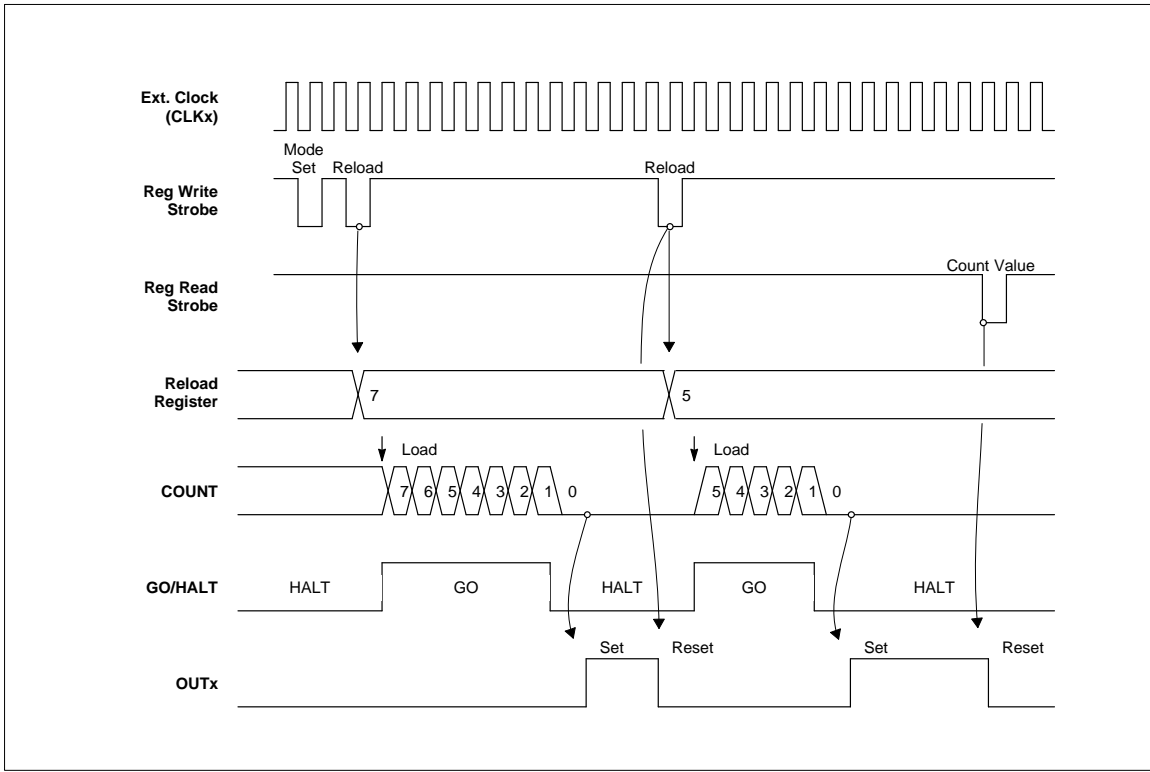 Ext. Clock
(CLKx)
Mode
Set Reload
Reload
Reg Write
Strobe
Count Value
Reg Read
Strobe
Reload
Register
7
5
Load
Load
COUNT
7 6 5 4 3 2 1 0
5 4 3 2 1 0
GO/HALT
HALT GO HALT GO HALT
Set Reset Set Reset
OUTx